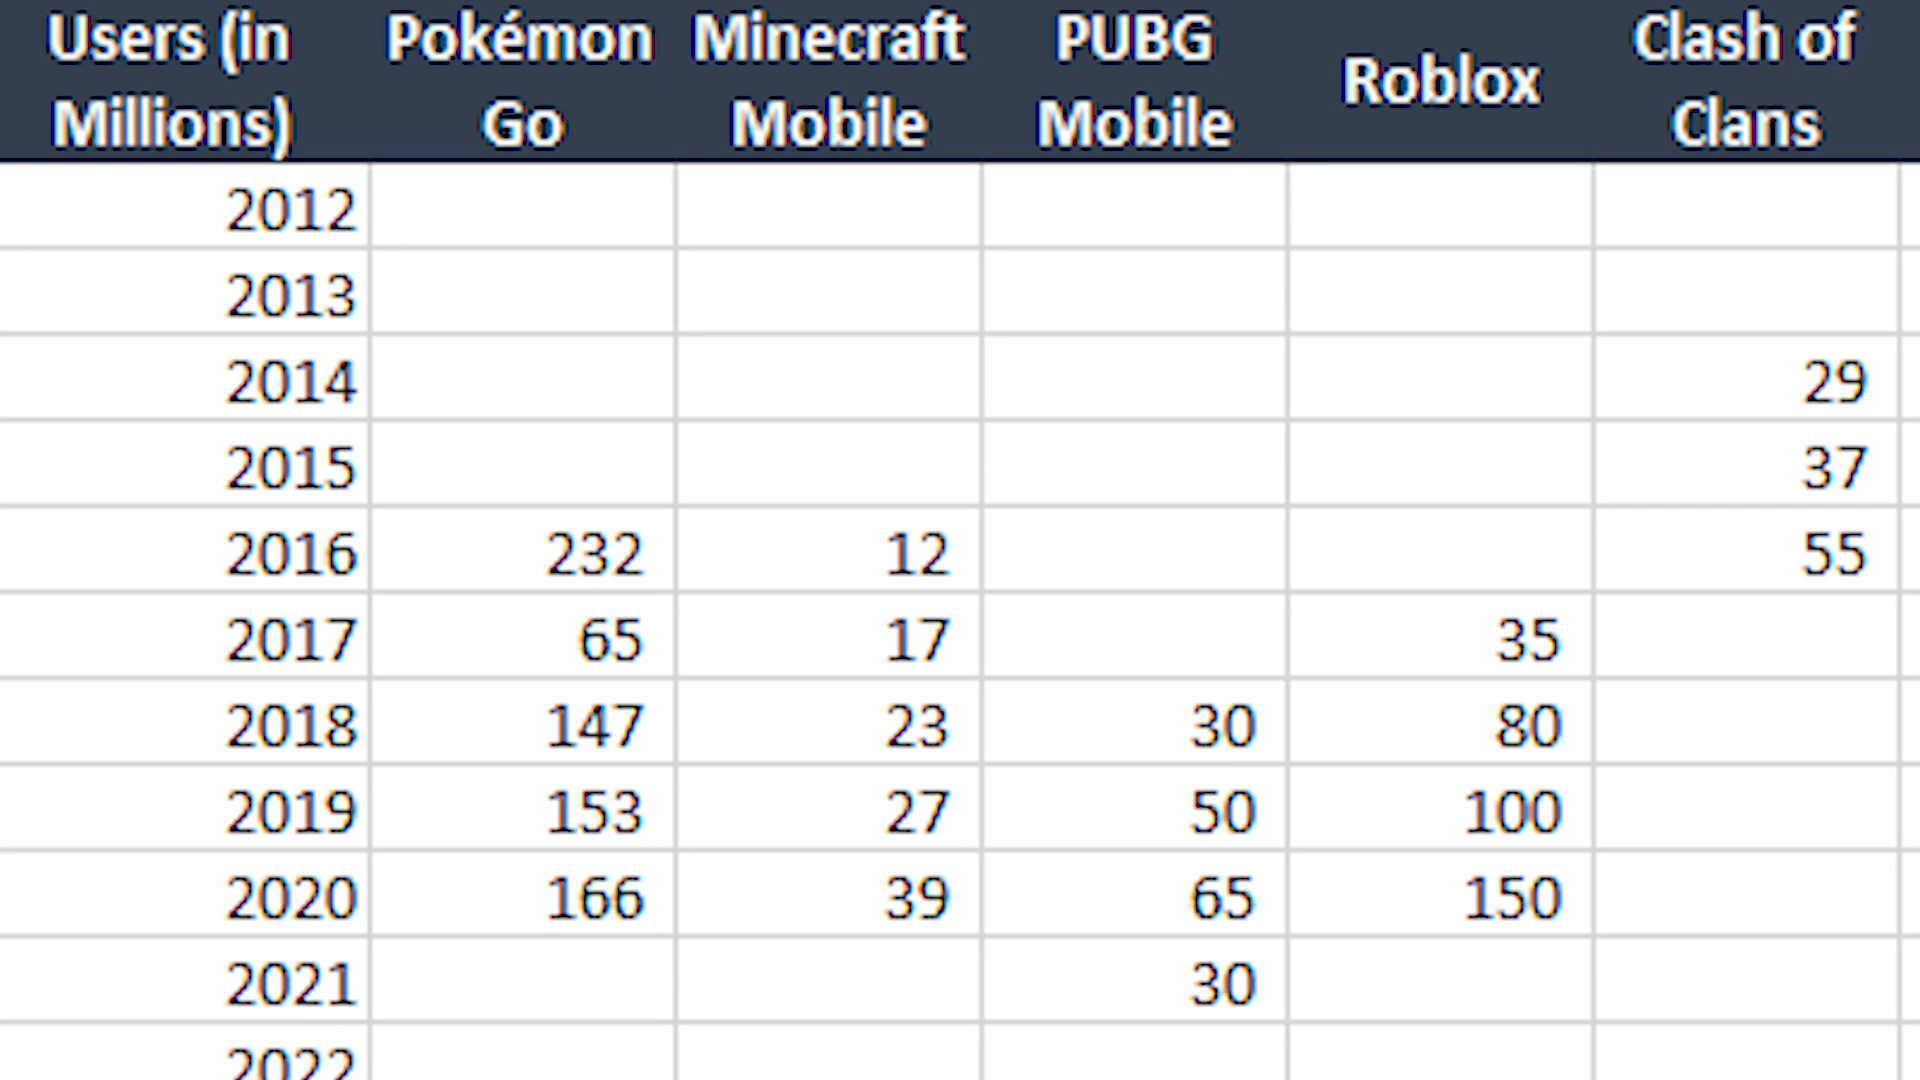 Users (in Millions) Pokémon Go Minecraft Mobile PUBG Mobile Roblox Clash of Clans
2012
2013
2014 29
2015 37
2016 232 12 55
2017 65 17 35
2018 147 23 30 80
2019 153 27 50 100
2020 166 39 65 150
2021 30
2022